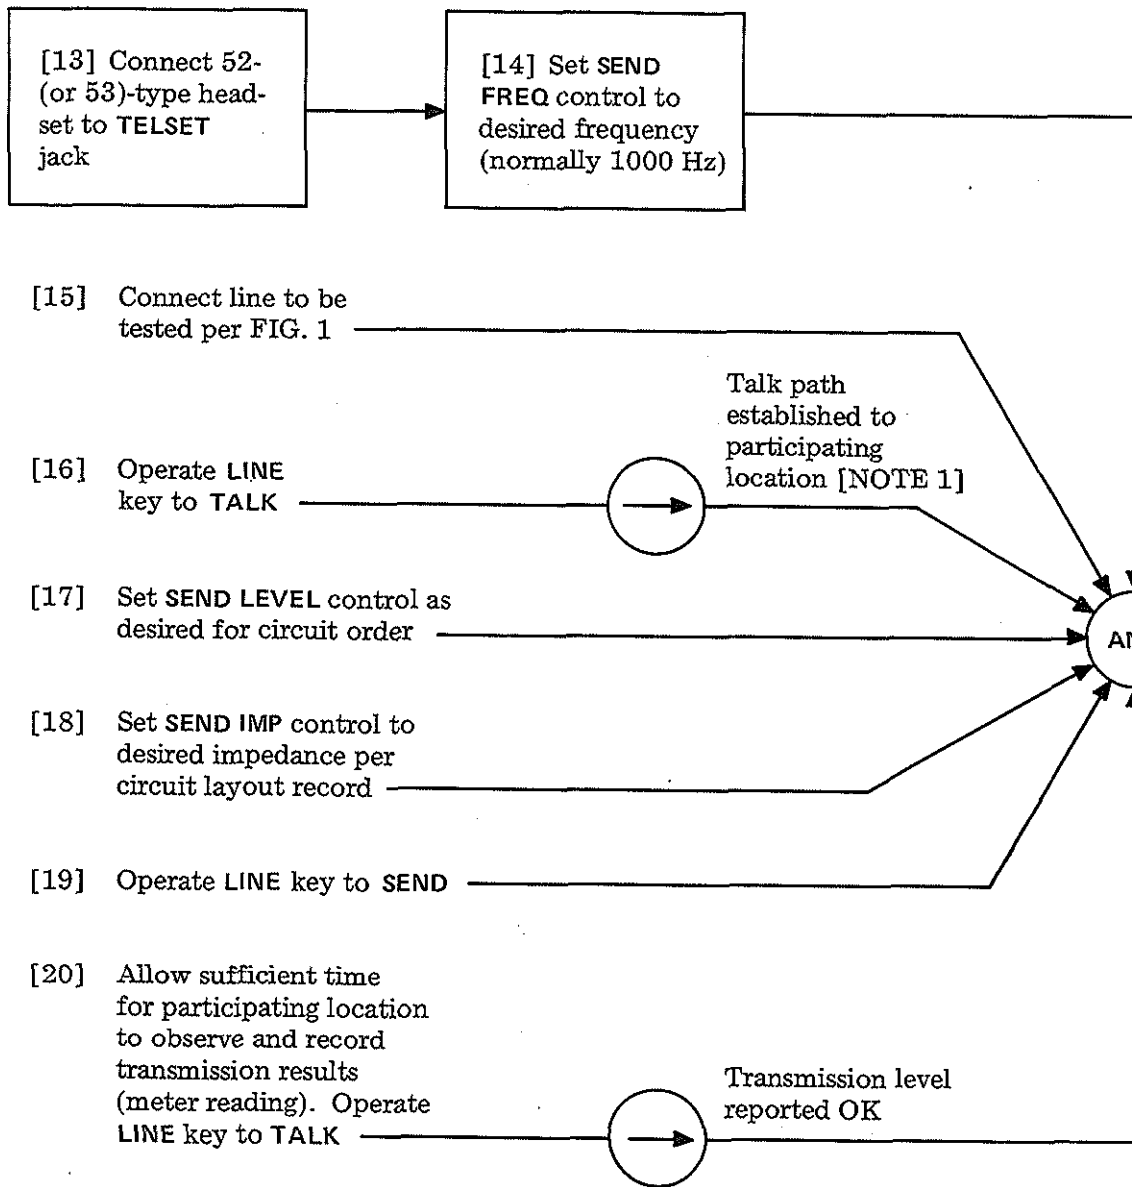 [13] Connect 52-
(or 53)-type head-
set to TELSET
jack
[14] Set SEND
FREQ control to
desired frequency
(normally 1000 Hz)
[15] Connect line to be
tested per FIG. 1
Talk path
established to
participating
location [NOTE 1]
[16] Operate LINE
key to TALK
[17] Set SEND LEVEL control as
desired for circuit order
AN
[18] Set SEND IMP control to
desired impedance per
circuit layout record
[19] Operate LINE key to SEND
[20] Allow sufficient time
for participating location
to observe and record
transmission results
(meter reading). Operate
LINE key to TALK
Transmission level
reported OK